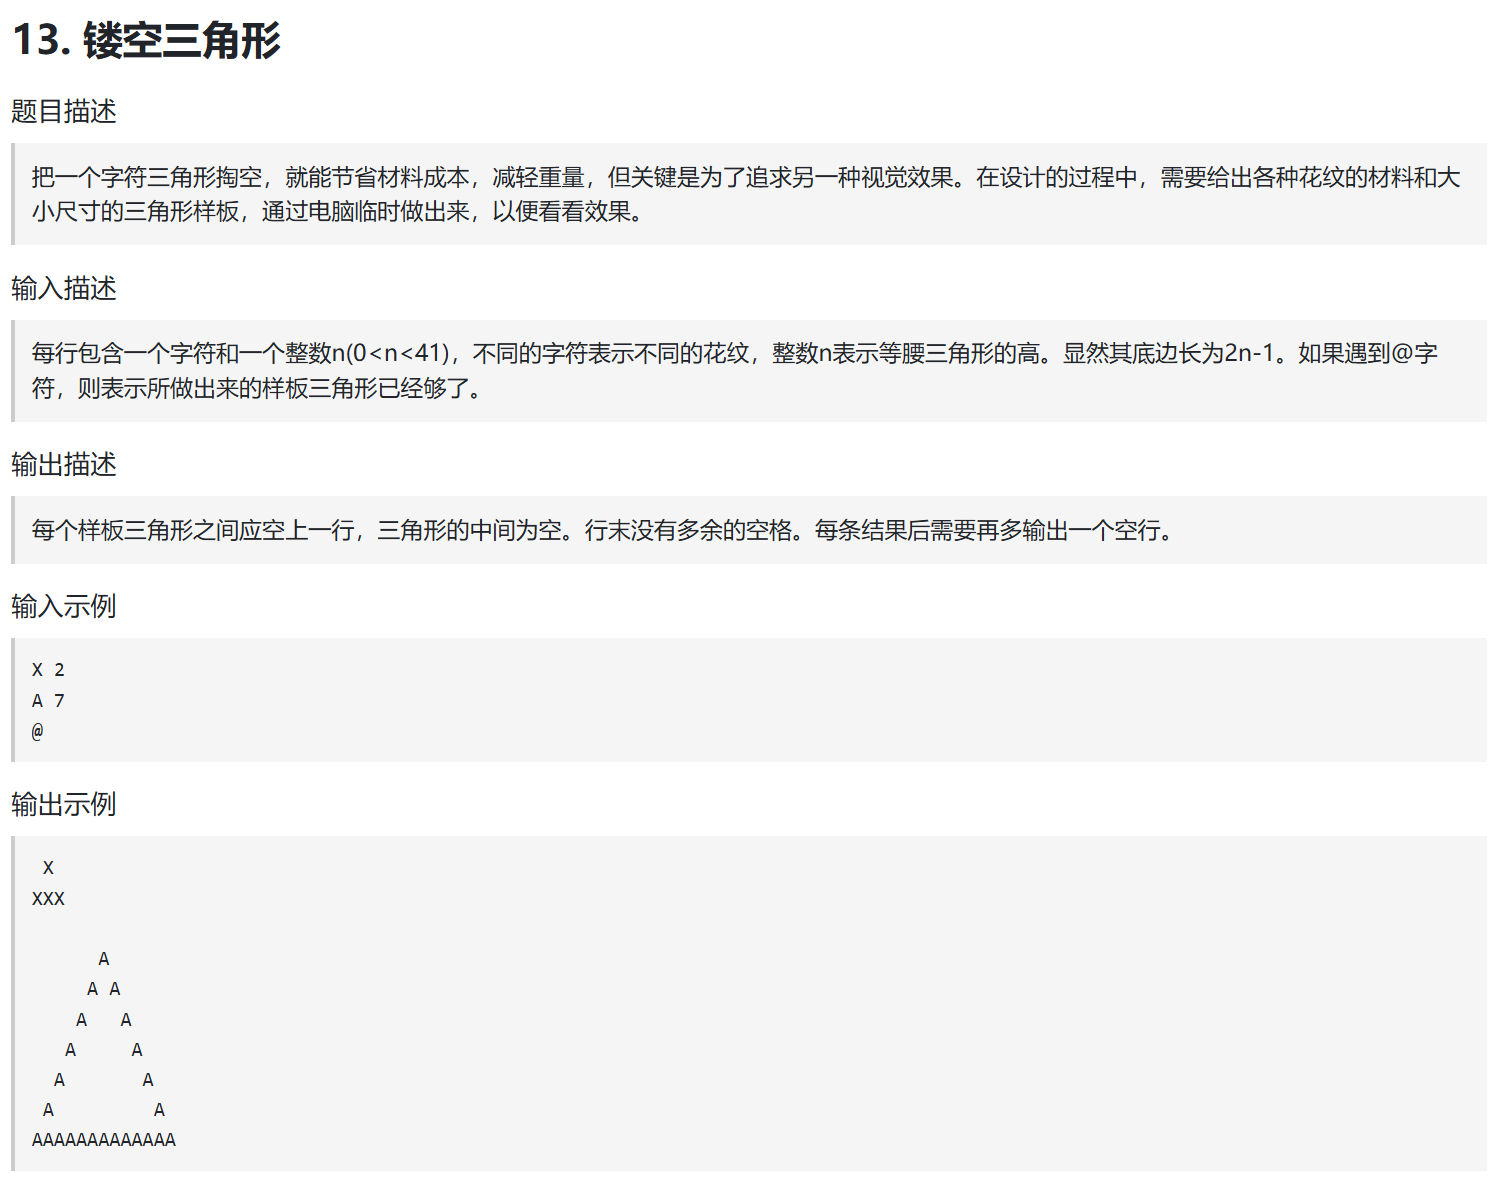 13. 镂空三角形
题目描述
把一个字符三角形掏空，就能节省材料成本，减轻重量，但关键是为了追求另一种视觉效果。在设计的过程中，需要给出各种花纹的材料和大
小尺寸的三角形样板，通过电脑临时做出来，以便看看效果。
输入描述
每行包含一个字符和一个整数n(0<n<41)，不同的字符表示不同的花纹，整数n表示等腰三角形的高。显然其底边长为2n-1。如果遇到@字
符，则表示所做出来的样板三角形已经够了。
输出描述
每个样板三角形之间应空上一行，三角形的中间为空。行末没有多余的空格。每条结果后需要再多输出一个空行。
输入示例
X 2
A 7
@
输出示例
 X
XXX

      A
     A A
    A   A
   A     A
  A       A
 A         A
AAAAAAAAAAAAA